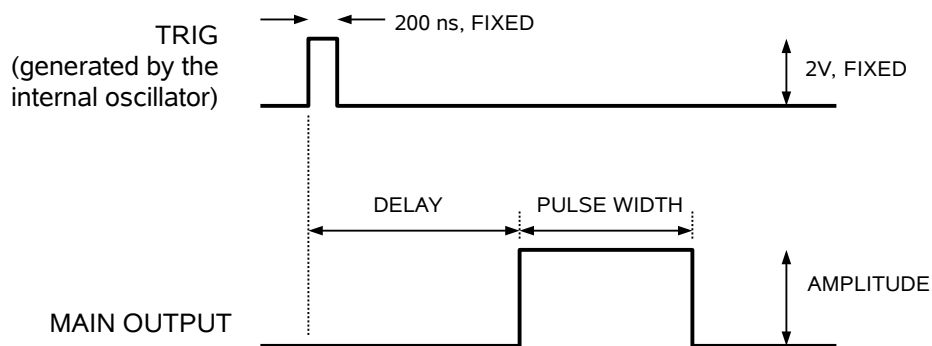 200 ns, FIXED
TRIG
(generated by the
internal oscillator)
2V, FIXED
DELAY
PULSE WIDTH
AMPLITUDE
MAIN OUTPUT